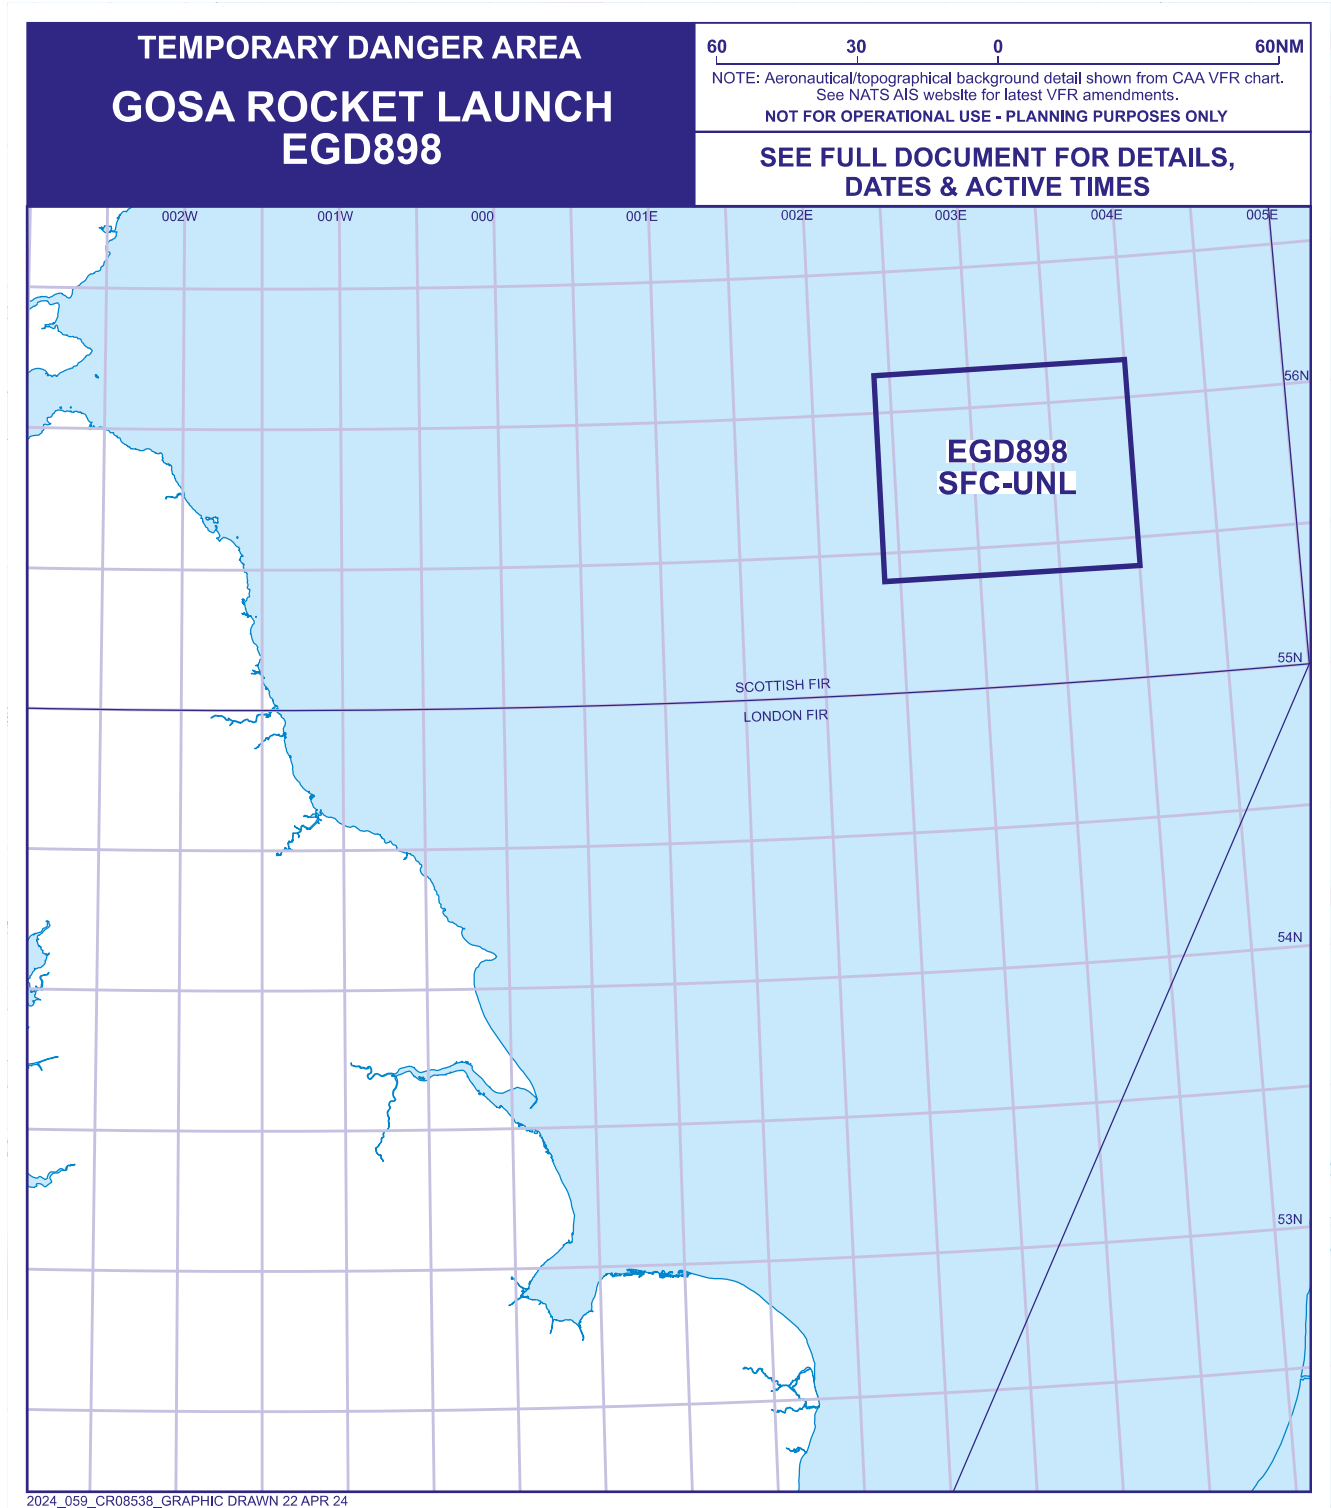 TEMPORARY DANGER AREA
GOSA ROCKET LAUNCH
EGD898
60 30 0 60NM
NOTE: Aeronautical/topographical background detail shown from CAA VFR chart.
See NATS AIS website for latest VFR amendments.
NOT FOR OPERATIONAL USE - PLANNING PURPOSES ONLY
SEE FULL DOCUMENT FOR DETAILS,
DATES & ACTIVE TIMES
002W 001W 000 001E 002E 003E 004E 005E
56N
EGD898
SFC-UNL
55N
SCOTTISH FIR
LONDON FIR
54N
53N
2024_059_CR08538_GRAPHIC DRAWN 22 APR 24